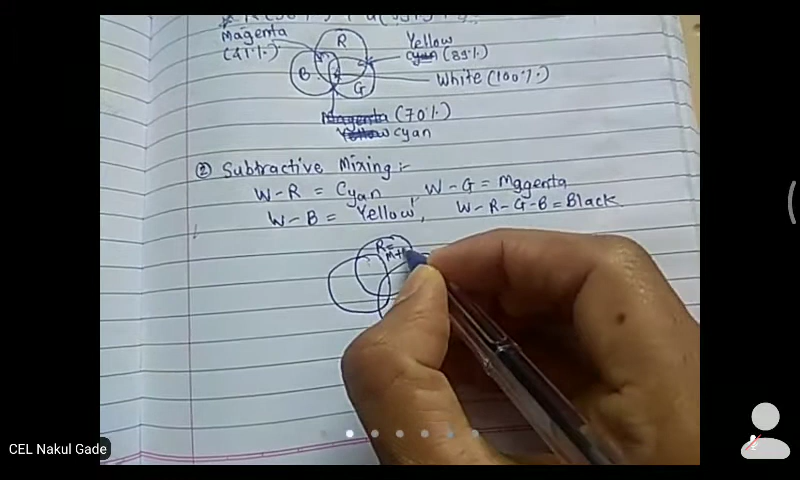 Magenta
(41%)
R
Yellow
(89%)
B
White (100%)
G
Magenta (70%)
Yellow Cyan
② Subtractive Mixing :-
W-R = Cyan, W-G = Magenta
W-B = Yellow, W-R-G-B = Black
R=
CEL Nakul Gade